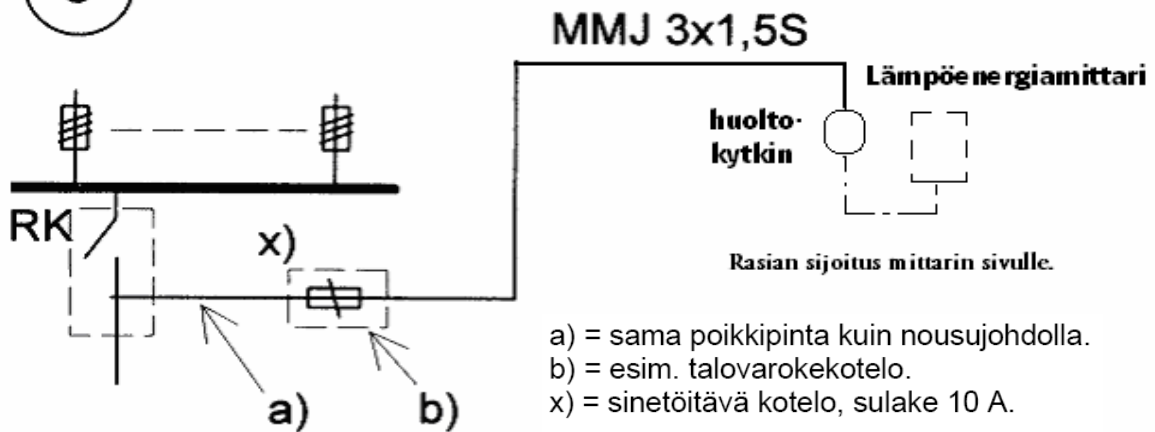 MMJ 3x1,5S
Lämpöenergiamittari
huolto-
kytkin
RK
x)
Rasian sijoitus mittarin sivulle.
a)
b)
a) = sama poikkipinta kuin nousujohdolla.
b) = esim. talovarokekotelo.
x) = sinetöitävä kotelo, sulake 10 A.